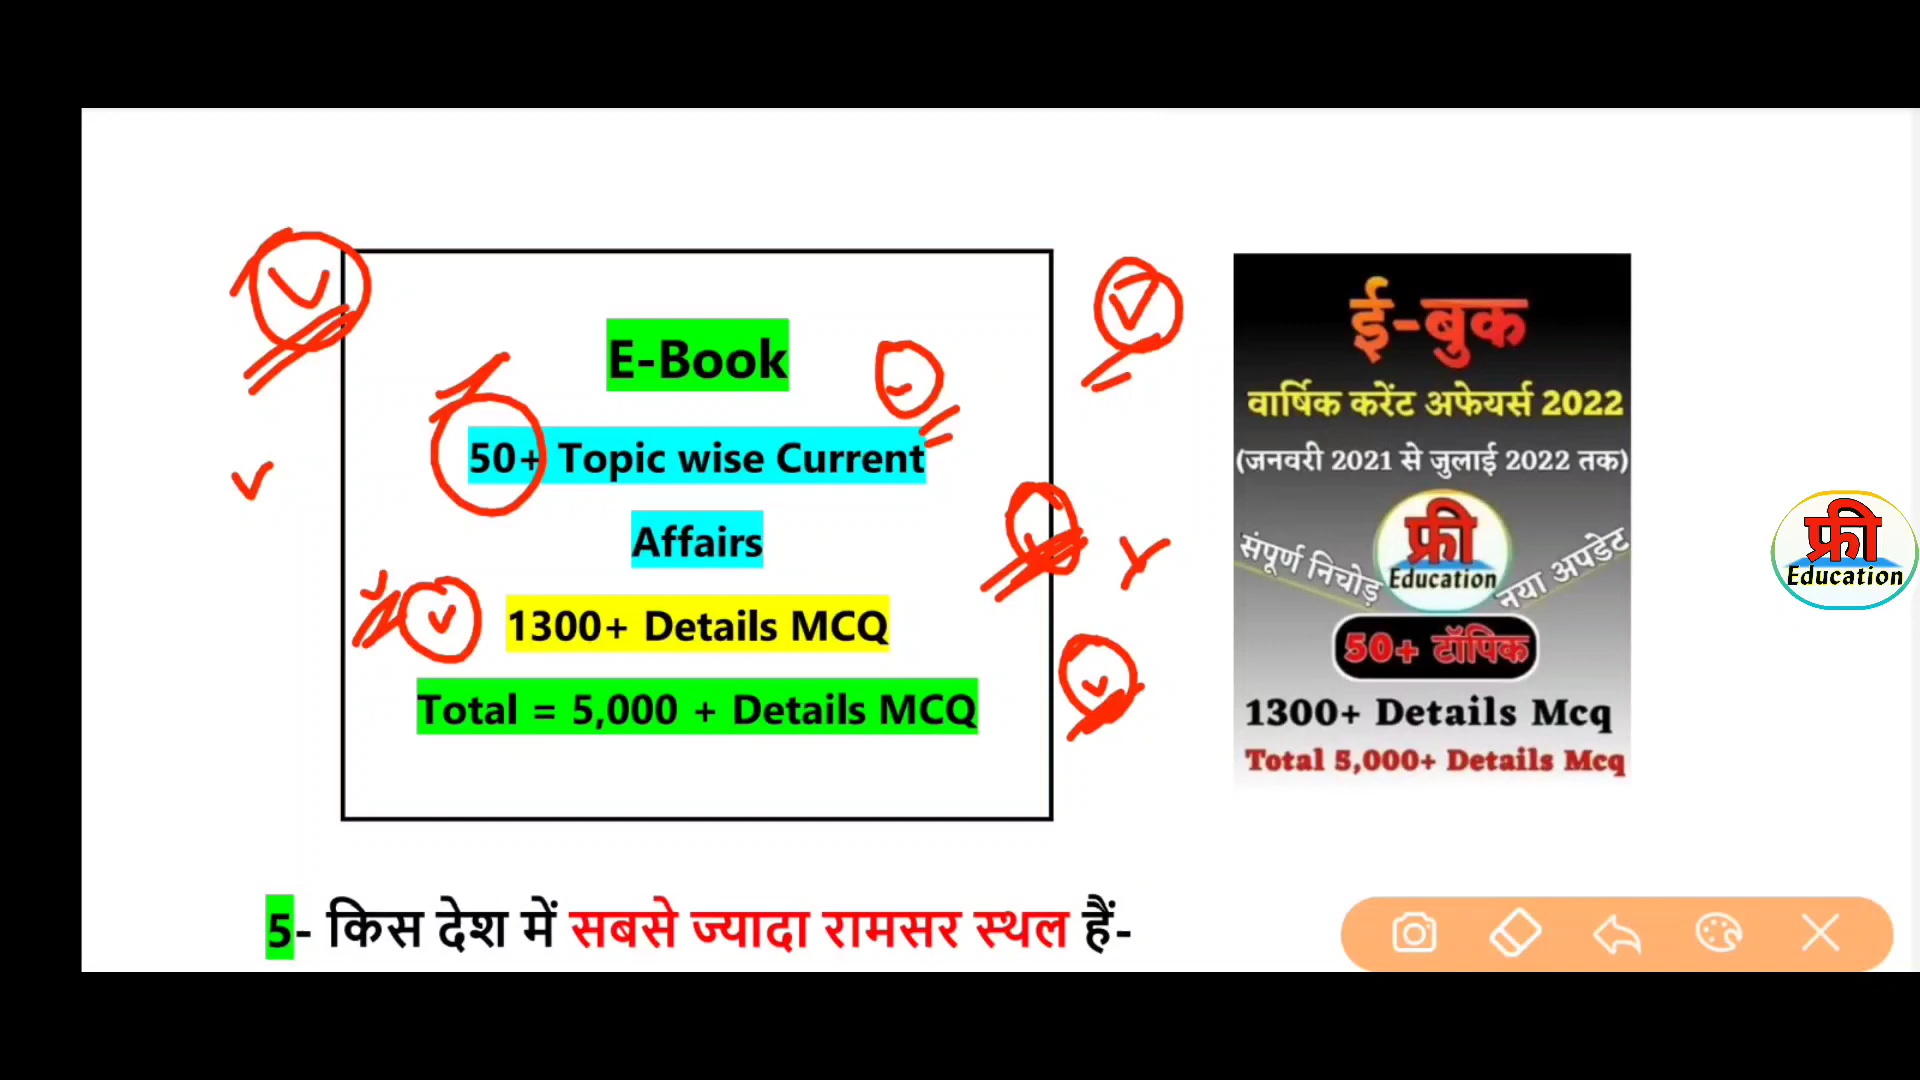 E-Book
50+ Topic wise Current
Affairs
1300+ Details MCQ
Total = 5,000 + Details MCQ
ई-बुक
वार्षिक करेंट अफेयर्स 2022
(जनवरी 2021 से जुलाई 2022 तक)
संपूर्ण निचोड़
फ्री
Education
नया अपडेट
50+ टॉपिक
1300+ Details Mcq
Total 5,000+ Details Mcq
फ्री
Education
5- किस देश में सबसे ज्यादा रामसर स्थल हैं-